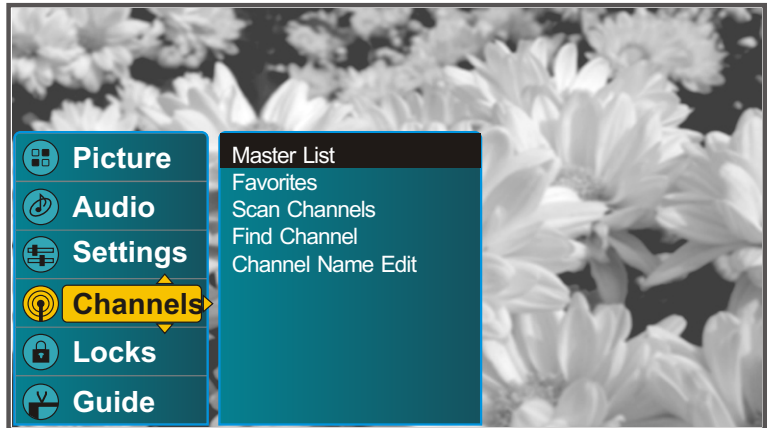 Picture
Audio
Settings
Channels
Locks
Guide
Master List
Favorites
Scan Channels
Find Channel
Channel Name Edit